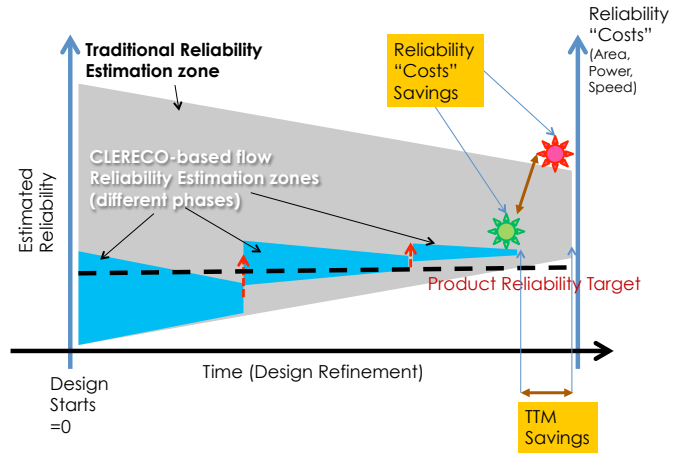 Traditional Reliability
Estimation zone
Reliability
“Costs”
Savings
Reliability
“Costs”
(Area,
Power,
Speed)
CLERECO-based flow
Reliability Estimation zones
(different phases)
Estimated
Reliability
Product Reliability Target
Time (Design Refinement)
Design
Starts
=0
TTM
Savings